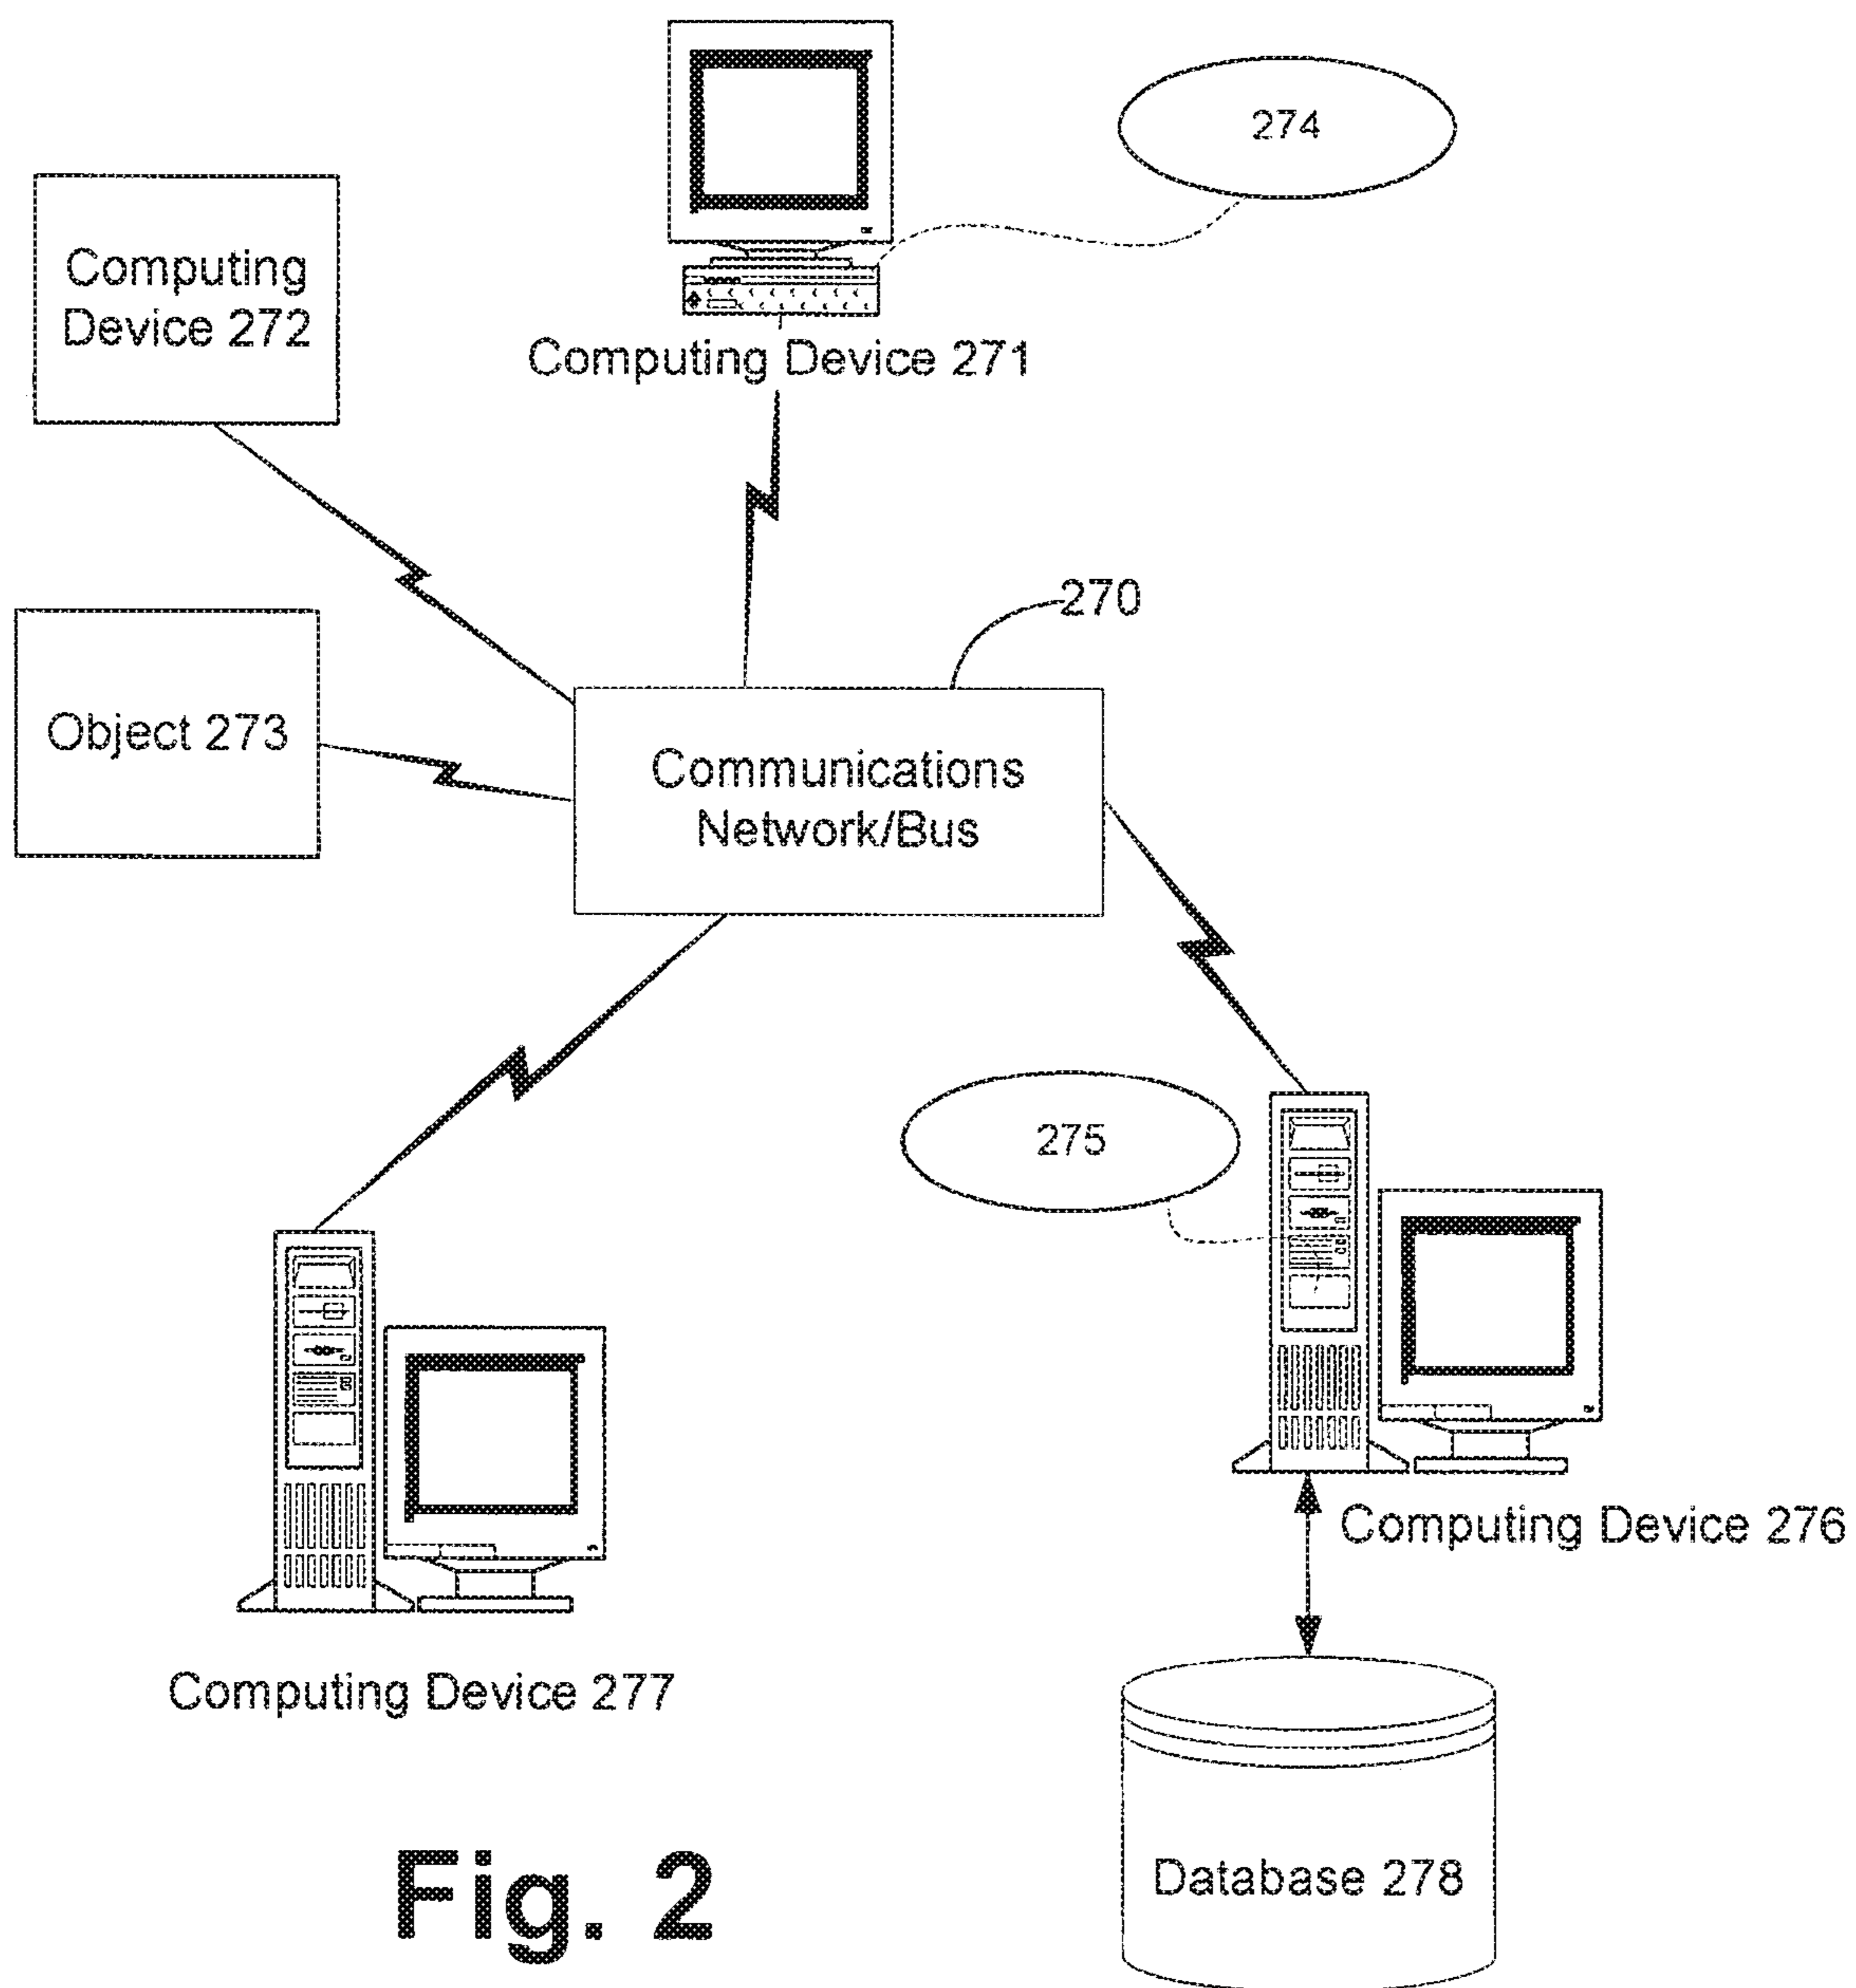 274
Computing
Device 272
Computing Device 271
270
Object 273
Communications
Network/Bus
275
Computing Device 276
Computing Device 277
Database 278
Fig. 2